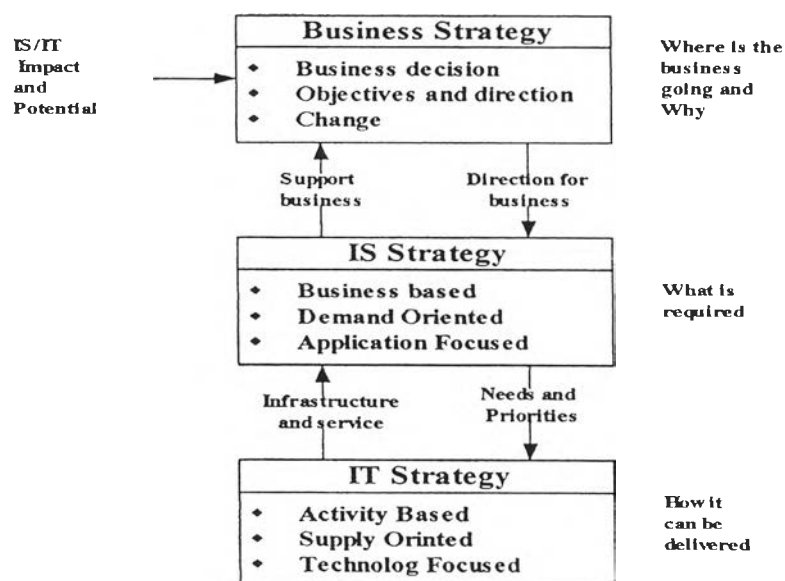 Business Strategy
IS/IT
Impact
and
Potential
◆ Business decision
◆ Objectives and direction
◆ Change
Where is the
business
going and
Why
Support
business
Direction for
business
IS Strategy
◆ Business based
◆ Demand Oriented
◆ Application Focused
What is
required
Infrastructure
and service
Needs and
Priorities
IT Strategy
◆ Activity Based
◆ Supply Orinted
◆ Technolog Focused
How it
can be
delivered